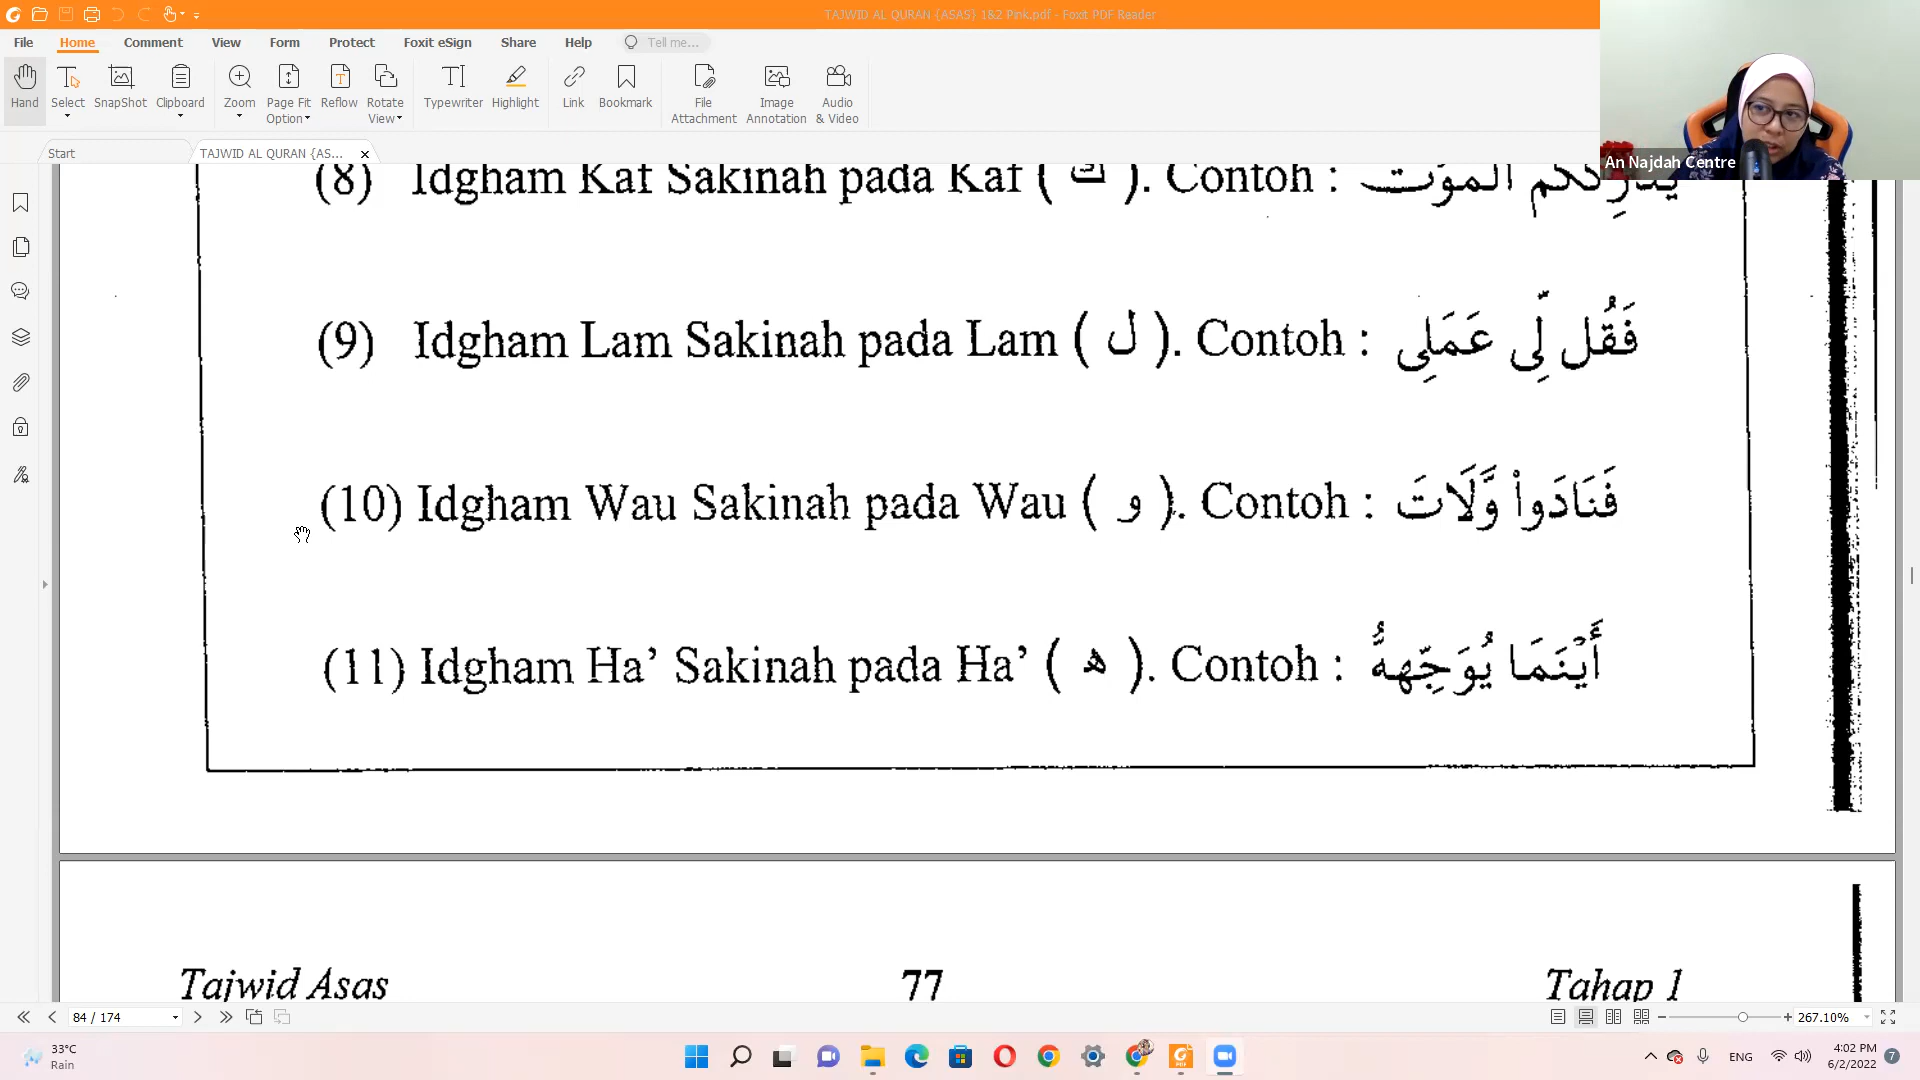 TAJWID AL QURAN {ASAS} 1&2 Pink.pdf - Foxit PDF Reader
File Home Comment View Form Protect Foxit eSign Share Help Tell me...
Hand Select SnapShot Clipboard Zoom Page Fit Option Reflow Rotate View Typewriter Highlight Link Bookmark File Attachment Image Annotation Audio & Video
An Najdah Centre
Start TAJWID AL QURAN {AS...
(8) Idgham Kaf Sakinah pada Kaf ( ك ). Contoh :
(9) Idgham Lam Sakinah pada Lam ( ل ). Contoh : فَقُل لِّى عَمَلِى
(10) Idgham Wau Sakinah pada Wau ( و ). Contoh : فَنَادَوا۟ وَّلَاتَ
(11) Idgham Ha’ Sakinah pada Ha’ ( ه ). Contoh : أَيْنَمَا يُوَجِّههُّ
Tajwid Asas 77 Tahap 1
84 / 174 267.10%
33°C
Rain
ENG
4:02 PM
6/2/2022
7